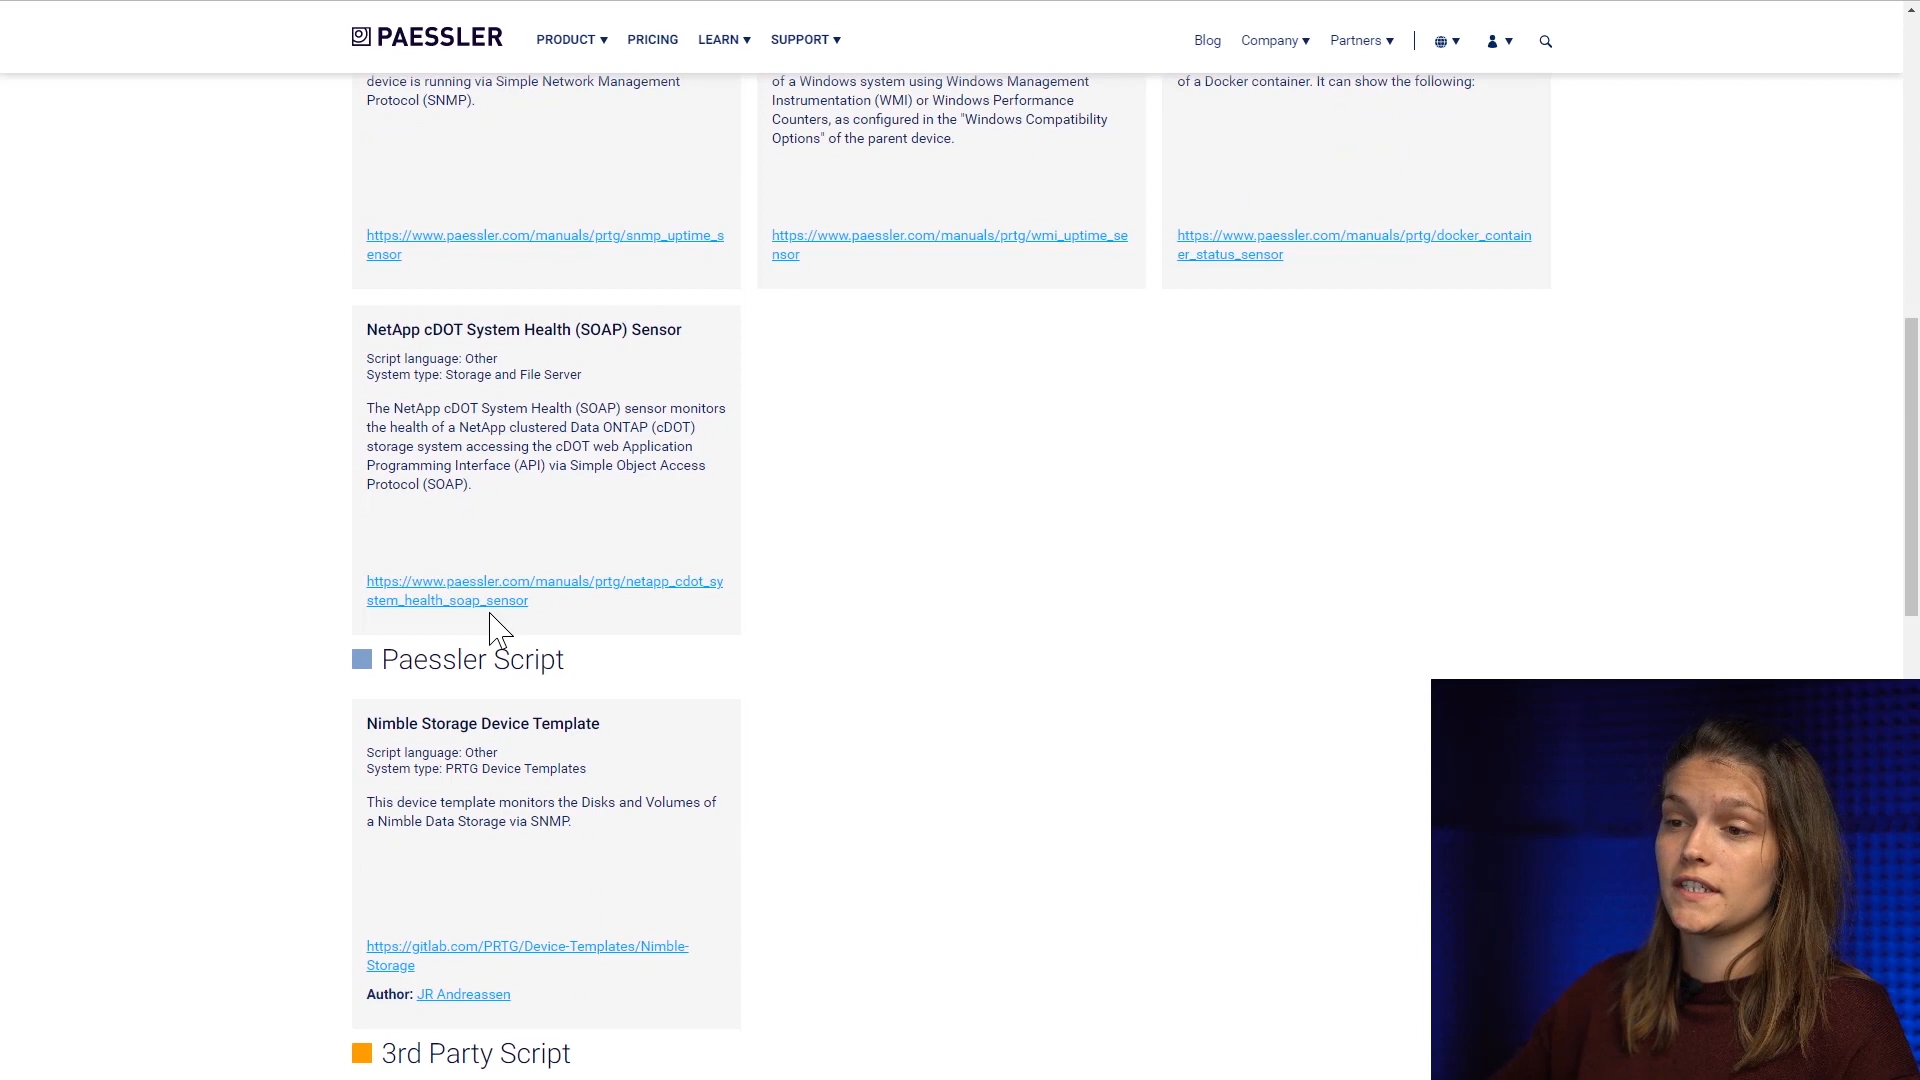 PAESSLER
PRODUCT
PRICING
LEARN
SUPPORT
Blog
Company
Partners
device is running via Simple Network Management
Protocol (SNMP).
https://www.paessler.com/manuals/prtg/snmp_uptime_s
ensor
of a Windows system using Windows Management
Instrumentation (WMI) or Windows Performance
Counters, as configured in the "Windows Compatibility
Options" of the parent device.
https://www.paessler.com/manuals/prtg/wmi_uptime_se
nsor
of a Docker container. It can show the following:
https://www.paessler.com/manuals/prtg/docker_contain
er_status_sensor
NetApp cDOT System Health (SOAP) Sensor
Script language: Other
System type: Storage and File Server
The NetApp cDOT System Health (SOAP) sensor monitors
the health of a NetApp clustered Data ONTAP (cDOT)
storage system accessing the cDOT web Application
Programming Interface (API) via Simple Object Access
Protocol (SOAP).
https://www.paessler.com/manuals/prtg/netapp_cdot_sy
stem_health_soap_sensor
Paessler Script
Nimble Storage Device Template
Script language: Other
System type: PRTG Device Templates
This device template monitors the Disks and Volumes of
a Nimble Data Storage via SNMP.
https://gitlab.com/PRTG/Device-Templates/Nimble-
Storage
Author: JR Andreassen
3rd Party Script